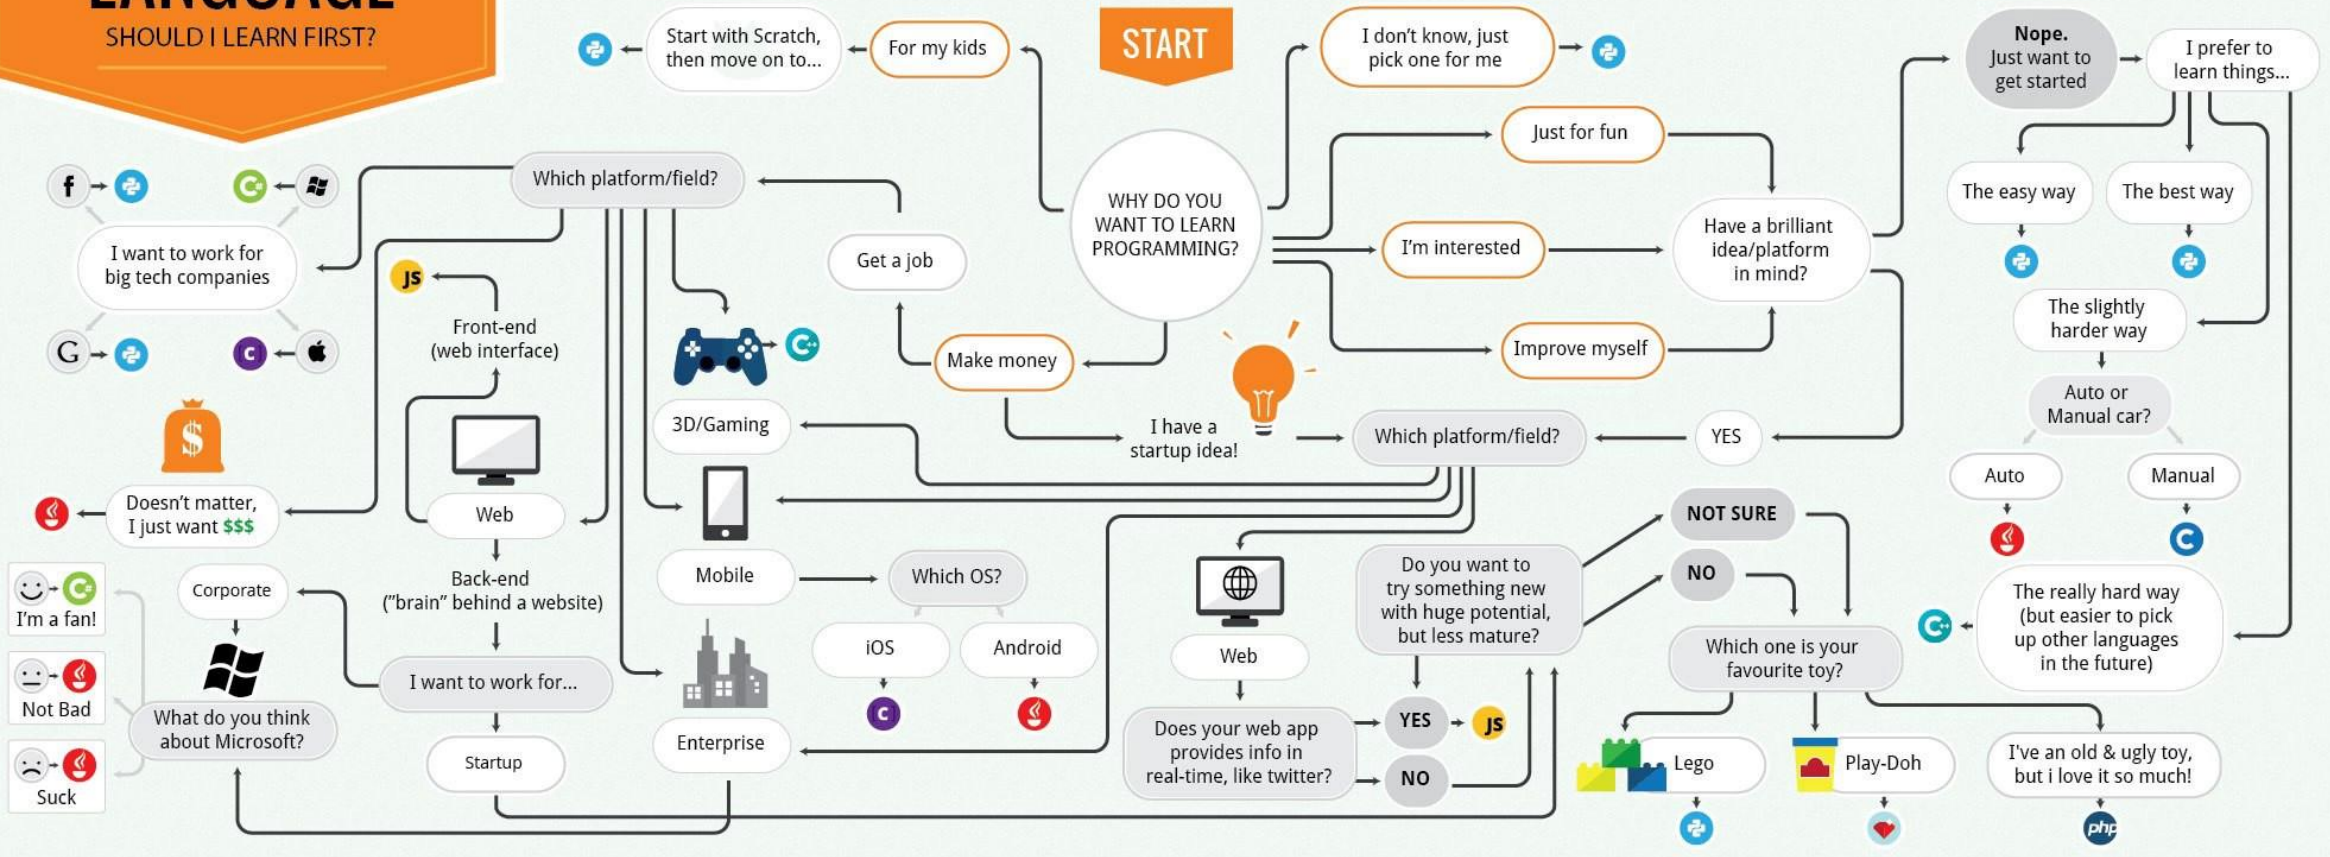 SHOULD I LEARN FIRST?
START
Start with Scratch,
then move on to...
For my kids
I don't know, just
pick one for me
Nope.
Just want to
get started
I prefer to
learn things...
Just for fun
Which platform/field?
WHY DO YOU
WANT TO LEARN
PROGRAMMING?
I'm interested
Have a brilliant
idea/platform
in mind?
The easy way
The best way
f
C#
I want to work for
big tech companies
G
C
Get a job
JS
Front-end
(web interface)
C++
Make money
Improve myself
The slightly
harder way
Auto or
Manual car?
3D/Gaming
I have a
startup idea!
Which platform/field?
YES
Auto
Manual
C
$
Doesn't matter,
I just want $$$
Web
Back-end
("brain" behind a website)
Mobile
Which OS?
iOS
Android
C
Do you want to
try something new
with huge potential,
but less mature?
NOT SURE
NO
The really hard way
(but easier to pick
up other languages
in the future)
C++
C#
I'm a fan!
Not Bad
Suck
Corporate
What do you think
about Microsoft?
I want to work for...
Startup
Enterprise
Web
Does your web app
provides info in
real-time, like twitter?
YES
JS
NO
Which one is your
favourite toy?
Lego
Play-Doh
I've an old & ugly toy,
but i love it so much!
php